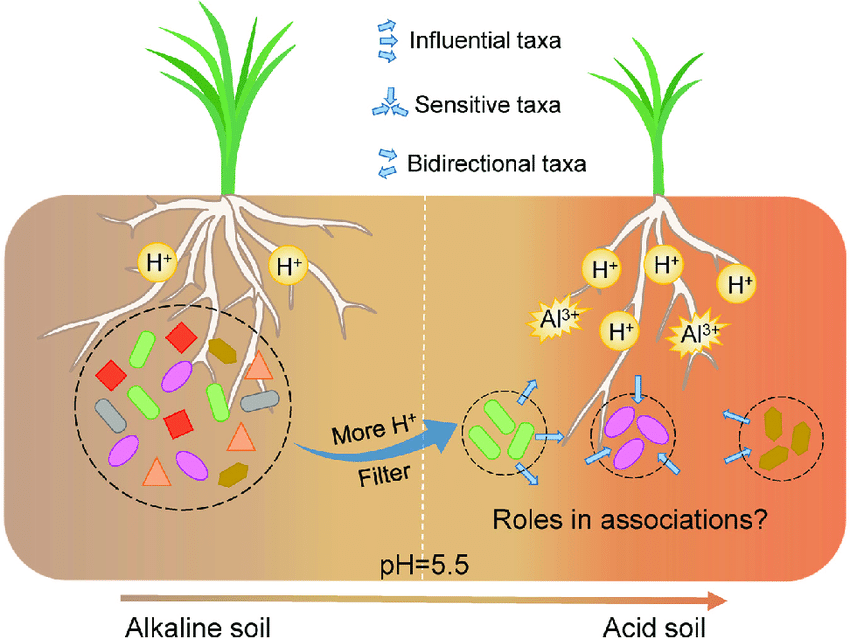 Influential taxa
Sensitive taxa
Bidirectional taxa
H⁺
H⁺
H⁺
H⁺
H⁺
Al³⁺
H⁺
Al³⁺
More H⁺
Filter
Roles in associations?
pH=5.5
Alkaline soil
Acid soil